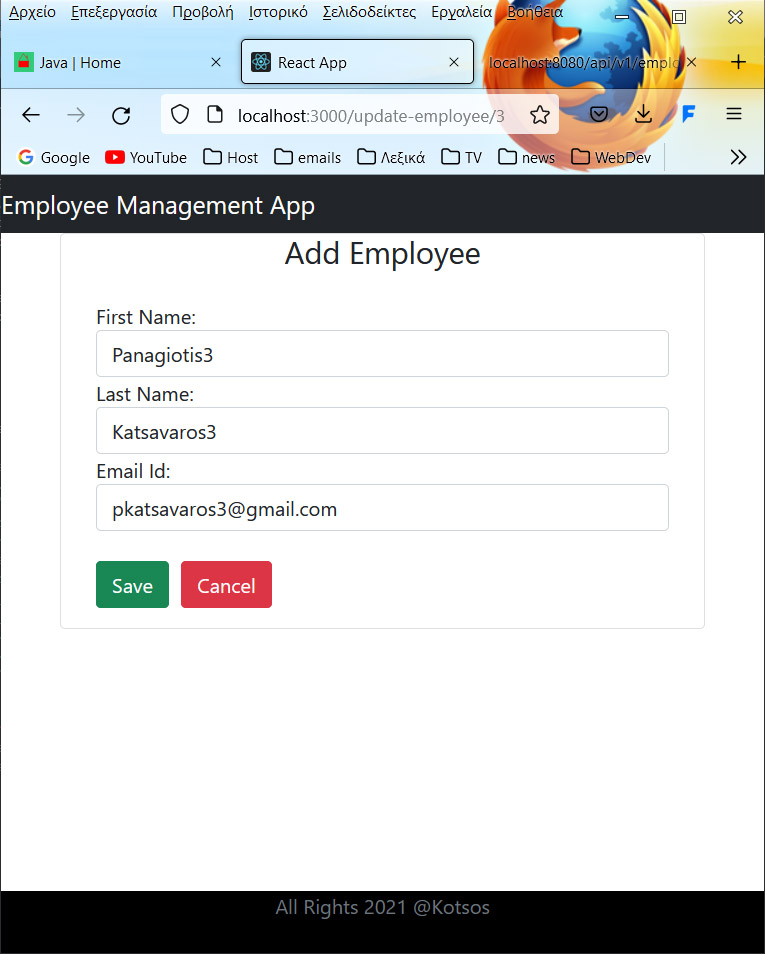 Αρχείο Επεξεργασία Προβολή Ιστορικό Σελιδοδείκτες Εργαλεία Βοήθεια
Java | Home React App localhost:8080/api/v1/emplo
localhost:3000/update-employee/3
Google YouTube Host emails Λεξικά TV news WebDev
Employee Management App
Add Employee
First Name:
Panagiotis3
Last Name:
Katsavaros3
Email Id:
pkatsavaros3@gmail.com
Save Cancel
All Rights 2021 @Kotsos